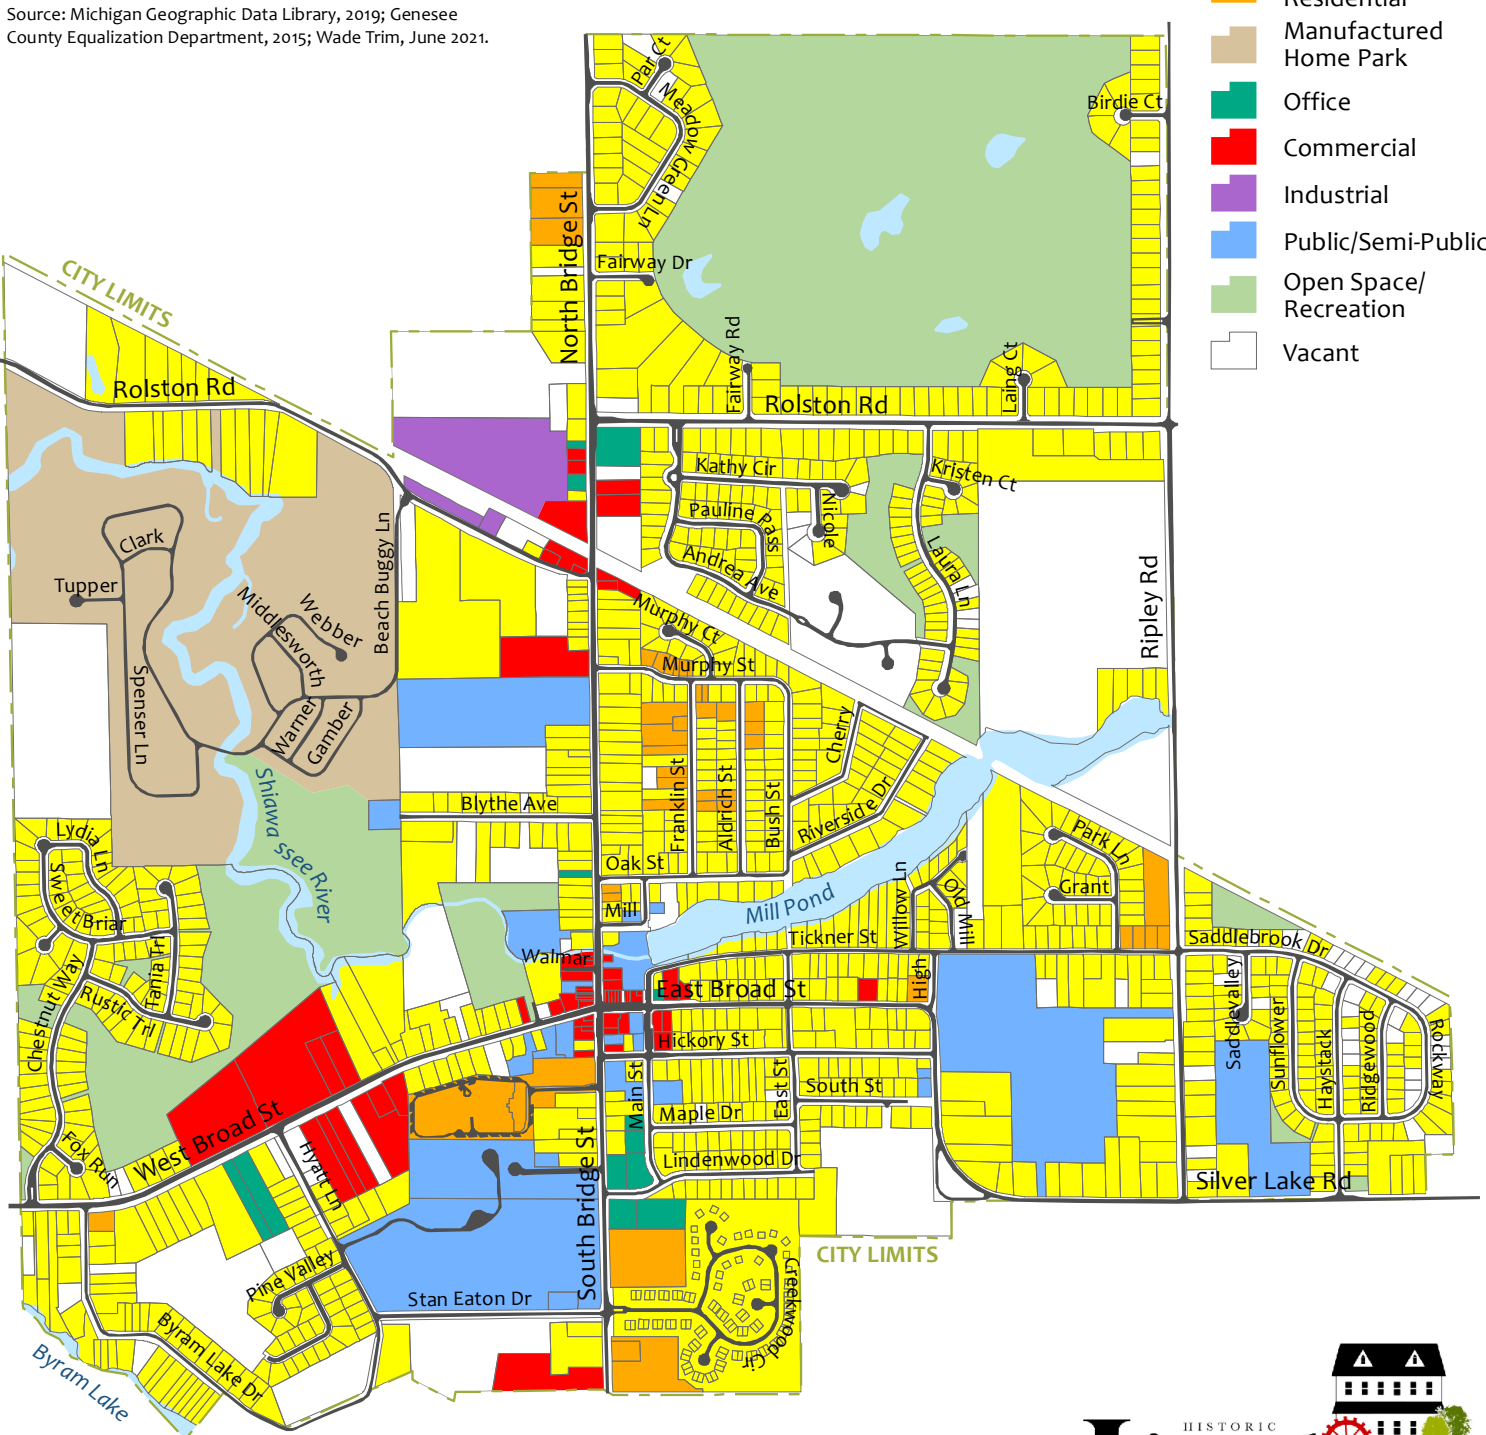 Source: Michigan Geographic Data Library, 2019; Genesee
County Equalization Department, 2015; Wade Trim, June 2021.
Residential
Manufactured
Home Park
Office
Commercial
Industrial
Public/Semi-Public
Open Space/
Recreation
Vacant
Par Ct
Meadow Green Ln
Birdie Ct
North Bridge St
Fairway Dr
CITY LIMITS
Fairway Rd
Laing Ct
Rolston Rd
Rolston Rd
Kathy Cir
Kristen Ct
Nicole
Pauline Pass
Andrea Ave
Laura Ln
Beach Buggy Ln
Clark
Tupper
Middlesworth
Webber
Spenser Ln
Warner
Gamber
Murphy Ct
Murphy St
Ripley Rd
Cherry
Franklin St
Aldrich St
Bush St
Riverside Dr
Shiawassee River
Blythe Ave
Lydia Ln
Sweet Briar
Oak St
Mill
Mill Pond
Willow Ln
Old Mill
Park Ln
Grant
Tania Trl
Chestnut Way
Rustic Trl
Walmar
Tickner St
Saddlebrook Dr
East Broad St
High
Saddlevalley
Sunflower
Haystack
Ridgewood
Rockway
Hickory St
Main St
East St
South St
Maple Dr
Lindenwood Dr
West Broad St
Fox Run
Hyatt Ln
Silver Lake Rd
South Bridge St
CITY LIMITS
Pine Valley
Stan Eaton Dr
Creekwood Cir
Byram Lake Dr
Byram Lake
HISTORIC